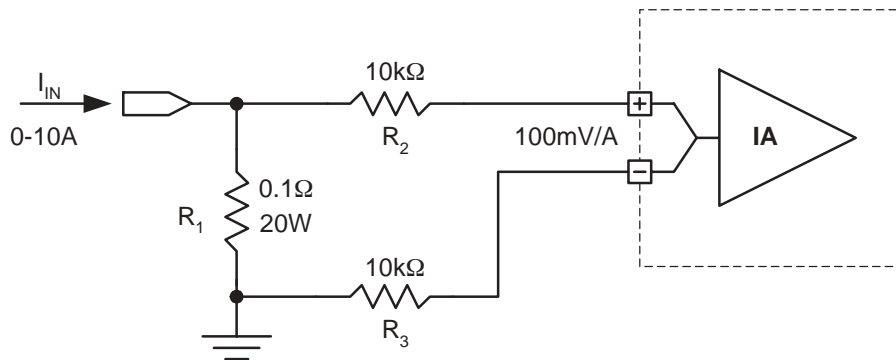 I_IN
0-10A
10kΩ
R_2
100mV/A
+
−
IA
R_1
0.1Ω
20W
10kΩ
R_3